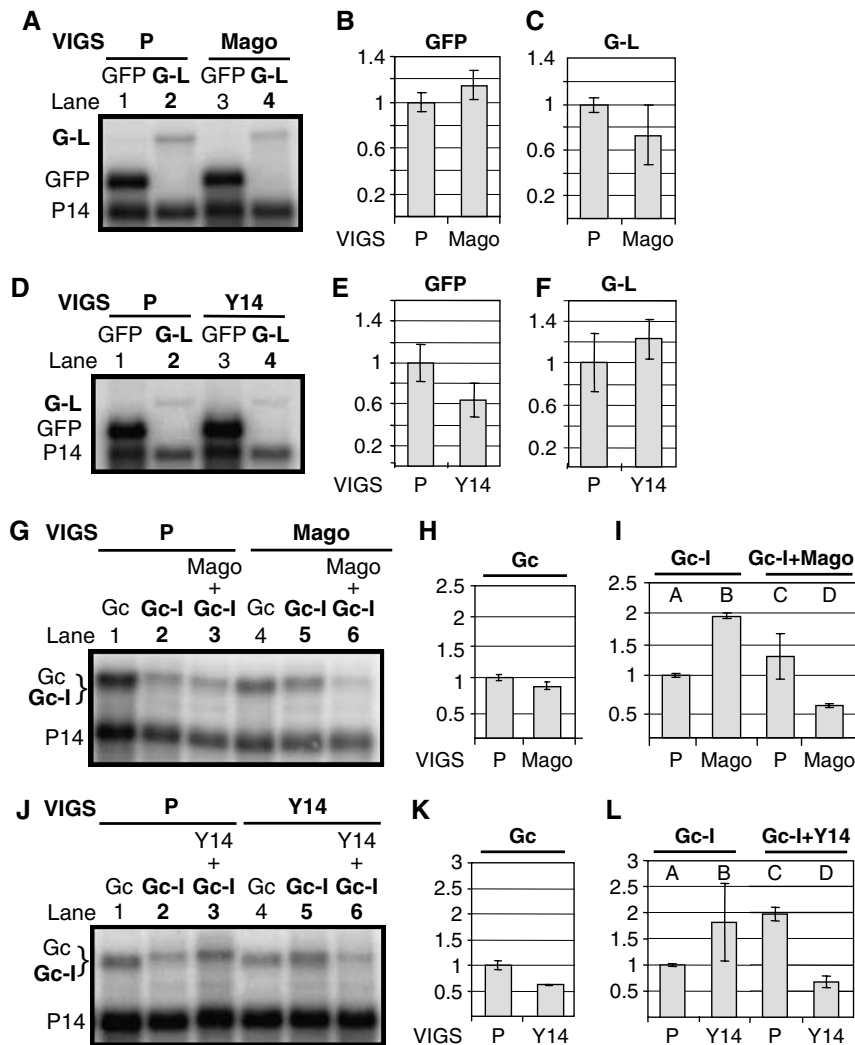 A
VIGS P Mago
GFP G-L GFP G-L
Lane 1 2 3 4
G-L
GFP
P14
B
GFP
1.4
1
0.6
0.2
VIGS P Mago
C
G-L
1.4
1
0.6
0.2
P Mago
D
VIGS P Y14
GFP G-L GFP G-L
Lane 1 2 3 4
G-L
GFP
P14
E
GFP
1.4
1
0.6
0.2
VIGS P Y14
F
G-L
1.4
1
0.6
0.2
P Y14
G
VIGS P Mago
Mago Mago
+ +
Gc Gc-I Gc-I Gc Gc-I Gc-I
Lane 1 2 3 4 5 6
Gc
Gc-I
P14
H
Gc
2.5
2
1.5
1
0.5
VIGS P Mago
I
Gc-I Gc-I+Mago
A B C D
2.5
2
1.5
1
0.5
P Mago P Mago
J
VIGS P Y14
Y14 Y14
+ +
Gc Gc-I Gc-I Gc Gc-I Gc-I
Lane 1 2 3 4 5 6
Gc
Gc-I
P14
K
Gc
3
2.5
2
1.5
1
0.5
VIGS P Y14
L
Gc-I Gc-I+Y14
A B C D
3
2.5
2
1.5
1
0.5
P Y14 P Y14